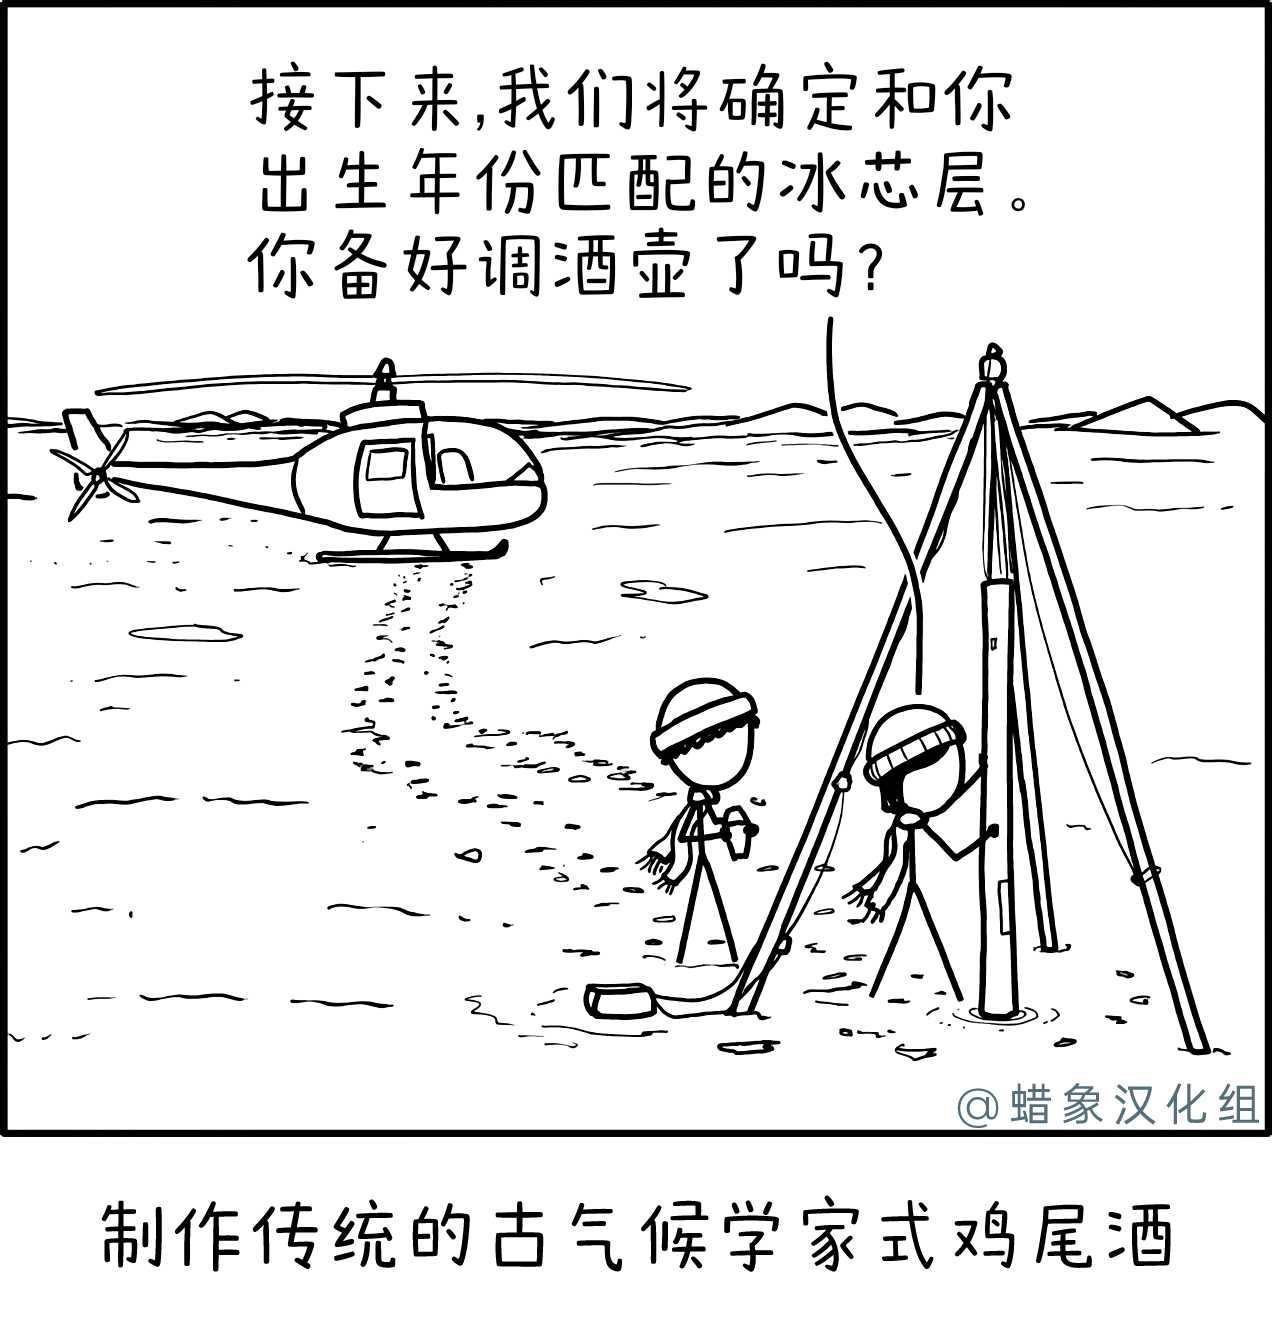 接下来,我们将确定和你
出生年份匹配的冰芯层。
你备好调酒壶了吗?
@蜡象汉化组
制作传统的古气候学家式鸡尾酒